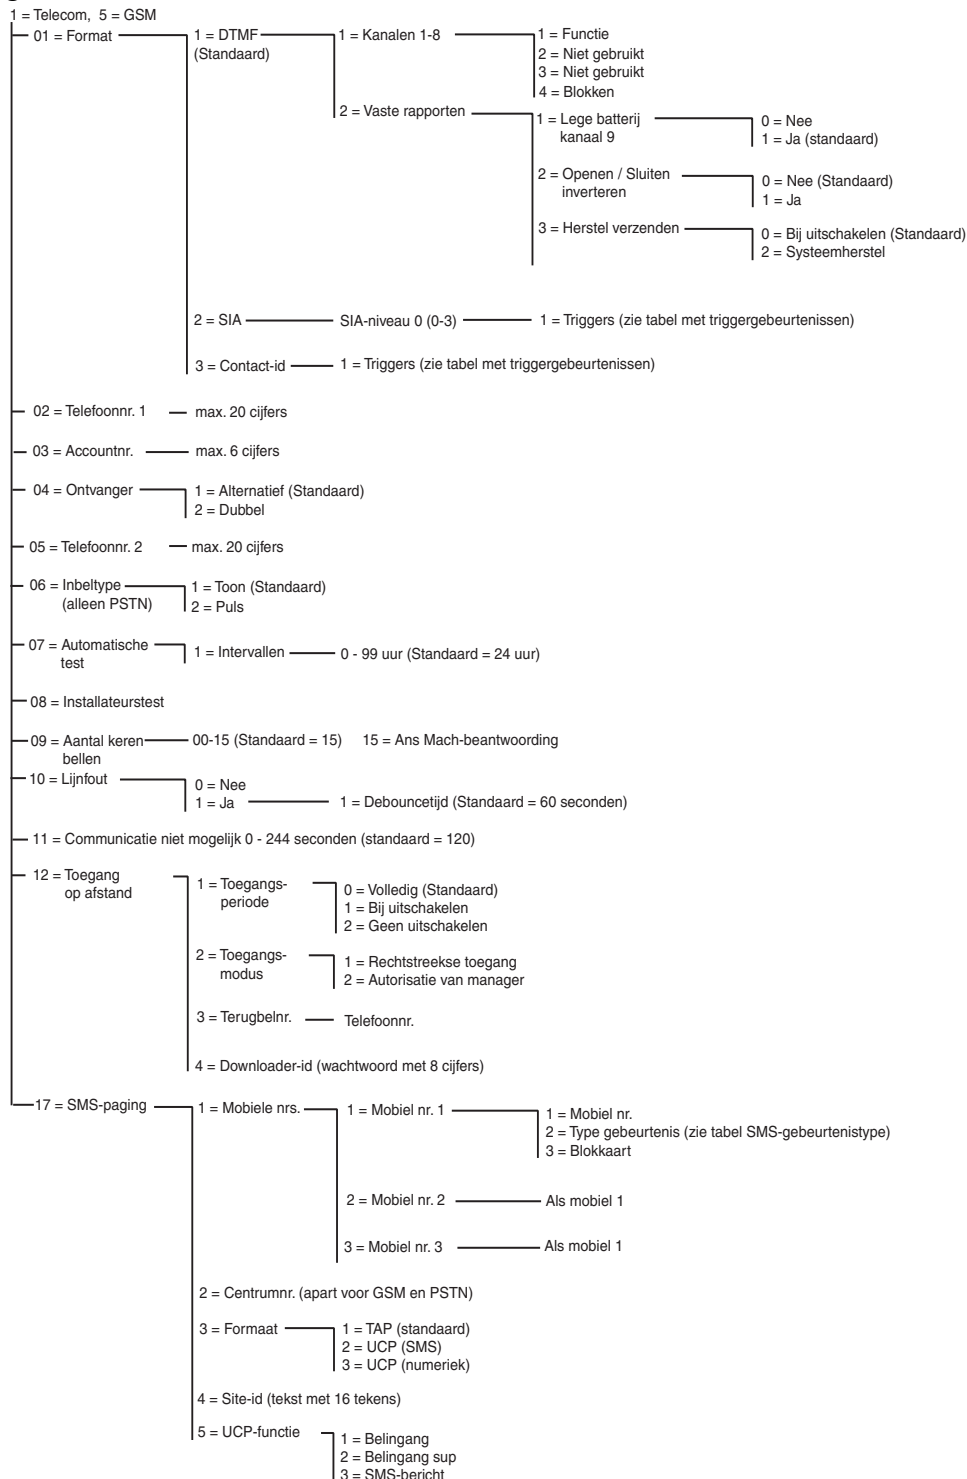 1 = Telecom, 5 = GSM
01 = Format
1 = DTMF
(Standaard)
1 = Kanalen 1-8
1 = Functie
2 = Niet gebruikt
3 = Niet gebruikt
4 = Blokken
2 = Vaste rapporten
1 = Lege batterij
kanaal 9
0 = Nee
1 = Ja (standaard)
2 = Openen / Sluiten
inverteren
0 = Nee (Standaard)
1 = Ja
3 = Herstel verzenden
0 = Bij uitschakelen (Standaard)
2 = Systeemherstel
2 = SIA
SIA-niveau 0 (0-3)
1 = Triggers (zie tabel met triggergebeurtenissen)
3 = Contact-id
1 = Triggers (zie tabel met triggergebeurtenissen)
02 = Telefoonnr. 1
max. 20 cijfers
03 = Accountnr.
max. 6 cijfers
04 = Ontvanger
1 = Alternatief (Standaard)
2 = Dubbel
05 = Telefoonnr. 2
max. 20 cijfers
06 = Inbeltype
(alleen PSTN)
1 = Toon (Standaard)
2 = Puls
07 = Automatische
test
1 = Intervallen
0 - 99 uur (Standaard = 24 uur)
08 = Installateurstest
09 = Aantal keren
bellen
00-15 (Standaard = 15)
15 = Ans Mach-beantwoording
10 = Lijnfout
0 = Nee
1 = Ja
1 = Debouncetijd (Standaard = 60 seconden)
11 = Communicatie niet mogelijk 0 - 244 seconden (standaard = 120)
12 = Toegang
op afstand
1 = Toegangs-
periode
0 = Volledig (Standaard)
1 = Bij uitschakelen
2 = Geen uitschakelen
2 = Toegangs-
modus
1 = Rechtstreekse toegang
2 = Autorisatie van manager
3 = Terugbelnr.
Telefoonnr.
4 = Downloader-id (wachtwoord met 8 cijfers)
17 = SMS-paging
1 = Mobiele nrs.
1 = Mobiel nr. 1
1 = Mobiel nr.
2 = Type gebeurtenis (zie tabel SMS-gebeurtenistype)
3 = Blokkaart
2 = Mobiel nr. 2
Als mobiel 1
3 = Mobiel nr. 3
Als mobiel 1
2 = Centrumnr. (apart voor GSM en PSTN)
3 = Formaat
1 = TAP (standaard)
2 = UCP (SMS)
3 = UCP (numeriek)
4 = Site-id (tekst met 16 tekens)
5 = UCP-functie
1 = Belingang
2 = Belingang sup
3 = SMS-bericht